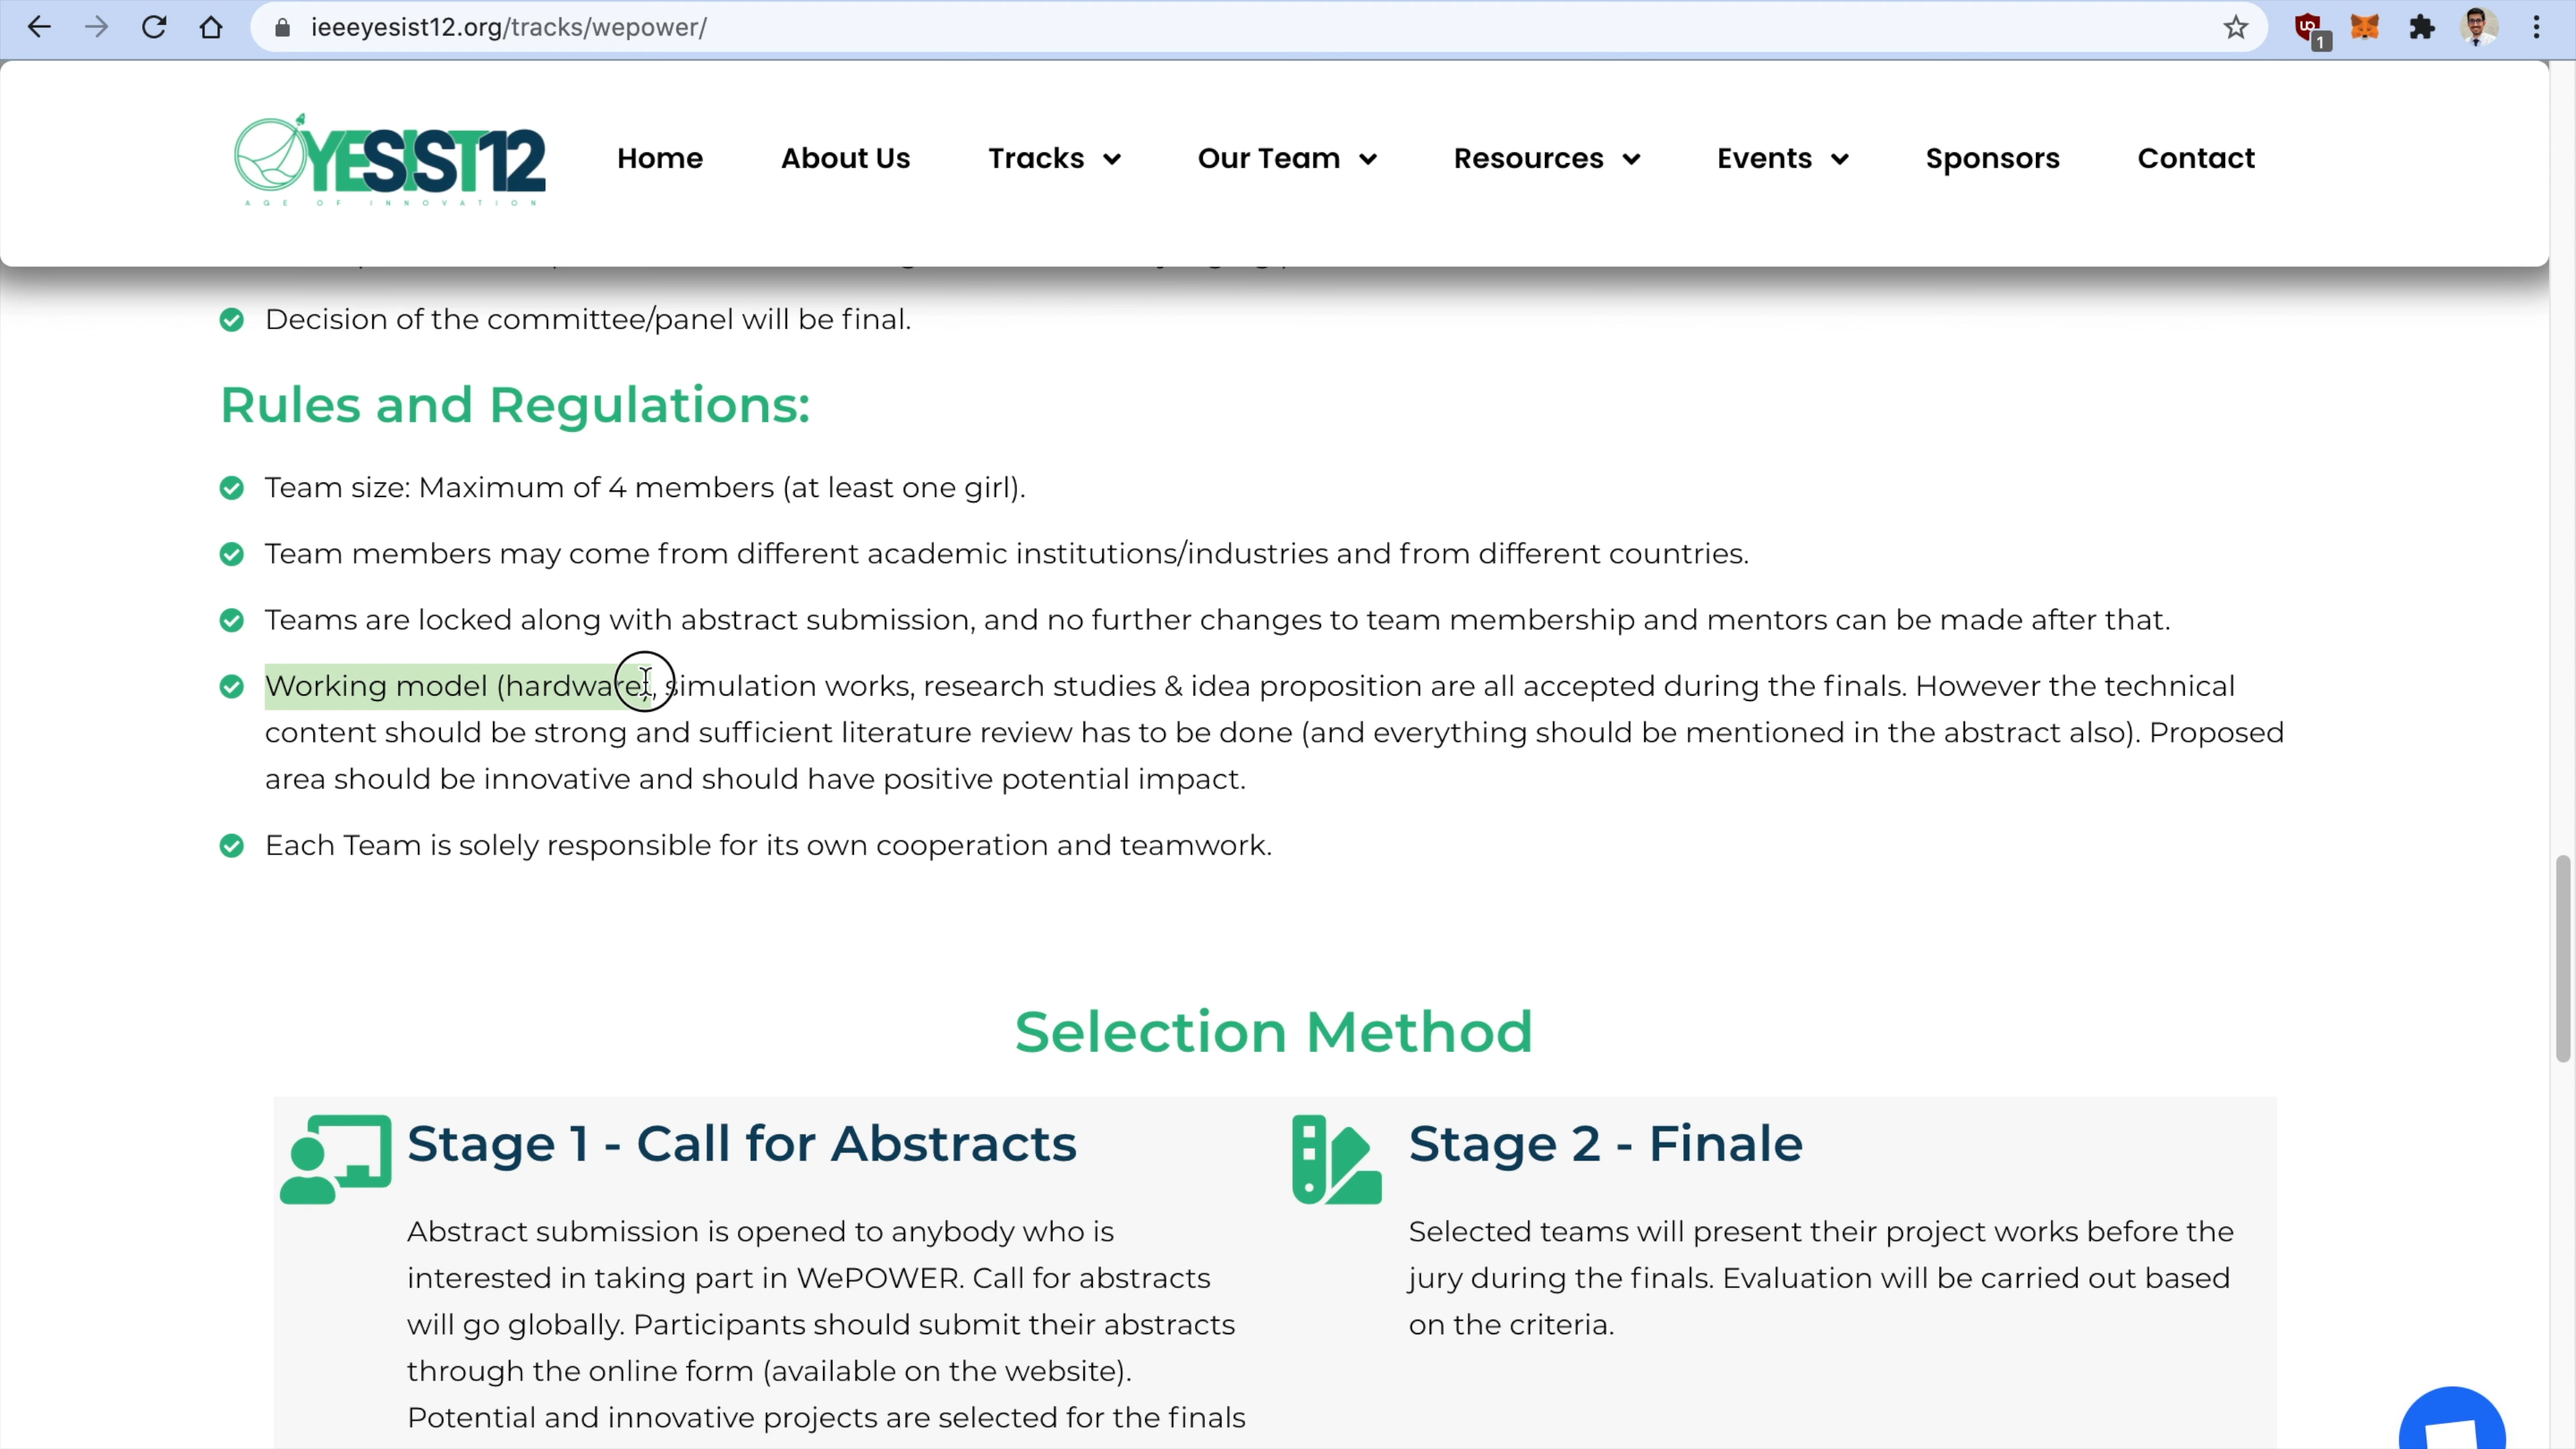 ieeeyesist12.org/tracks/wepower/
1
YESIST12
AGE OF INNOVATION
Home About Us Tracks Our Team Resources Events Sponsors Contact
Decision of the committee/panel will be final.
Rules and Regulations:
Team size: Maximum of 4 members (at least one girl).
Team members may come from different academic institutions/industries and from different countries.
Teams are locked along with abstract submission, and no further changes to team membership and mentors can be made after that.
Working model (hardware), simulation works, research studies & idea proposition are all accepted during the finals. However the technical
content should be strong and sufficient literature review has to be done (and everything should be mentioned in the abstract also). Proposed
area should be innovative and should have positive potential impact.
Each Team is solely responsible for its own cooperation and teamwork.
Selection Method
Stage 1 - Call for Abstracts
Abstract submission is opened to anybody who is
interested in taking part in WePOWER. Call for abstracts
will go globally. Participants should submit their abstracts
through the online form (available on the website).
Potential and innovative projects are selected for the finals
Stage 2 - Finale
Selected teams will present their project works before the
jury during the finals. Evaluation will be carried out based
on the criteria.